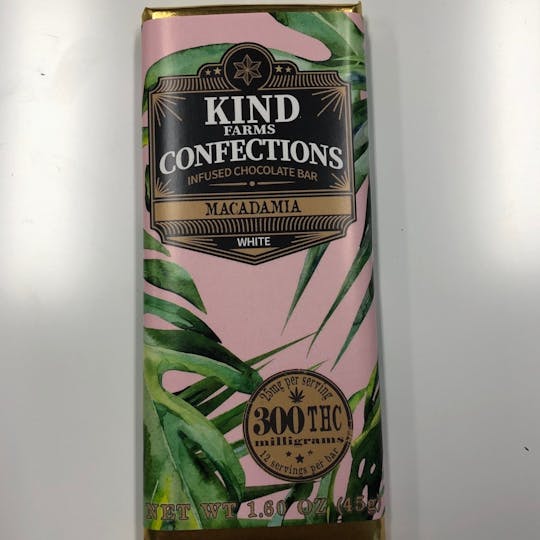 KIND
FARMS
CONFECTIONS
INFUSED CHOCOLATE BAR
MACADAMIA
WHITE
25mg per serving
300 THC
milligrams
12 servings per bar
NET WT 1.60 OZ (45g)